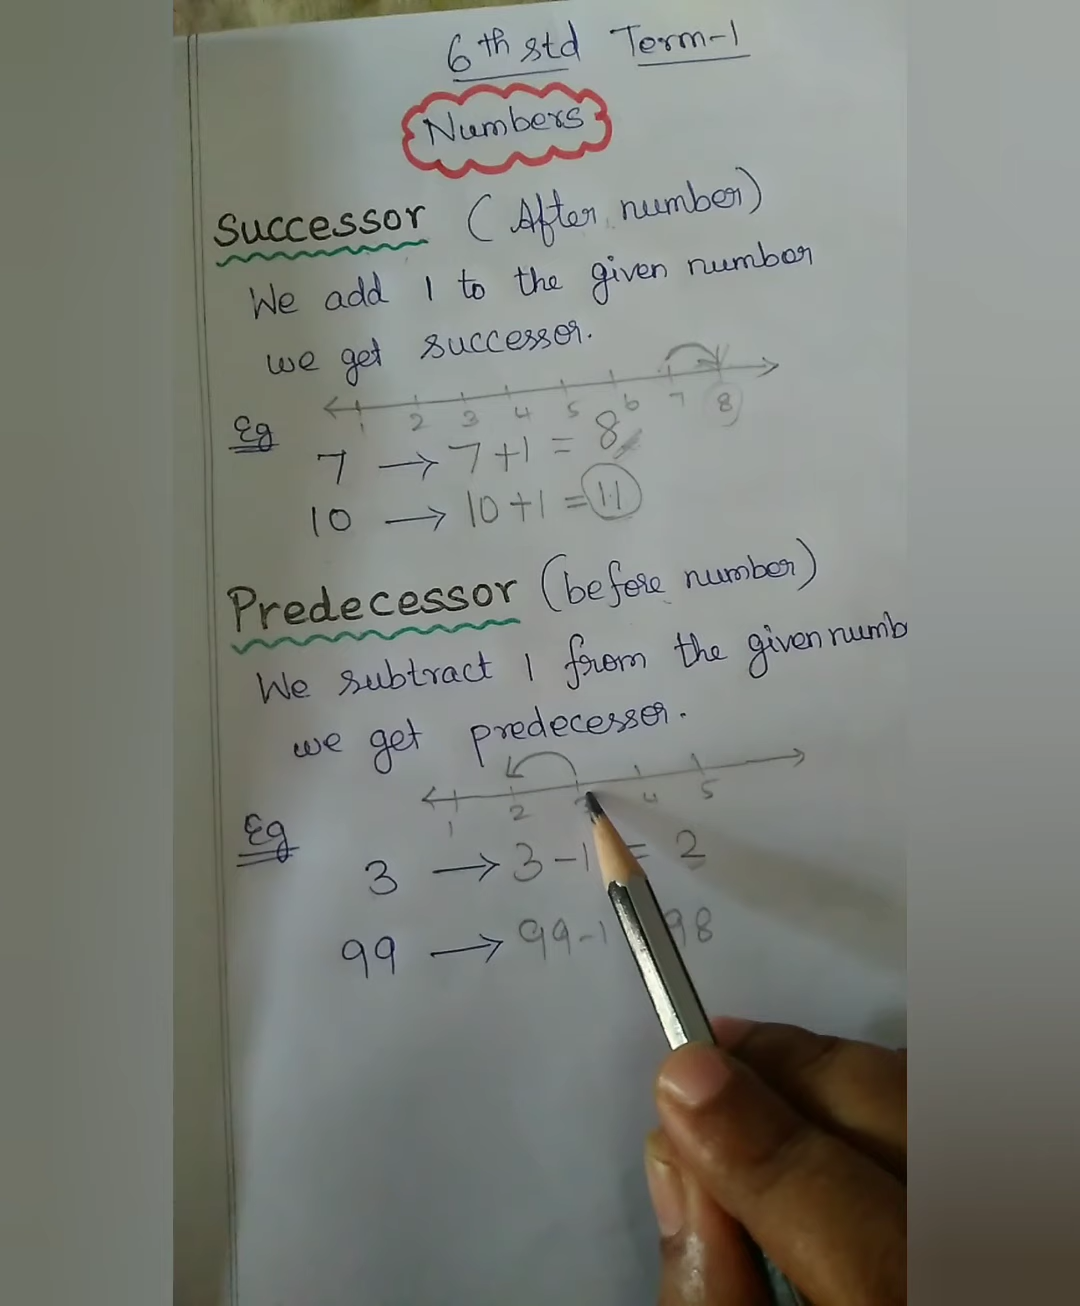 6th std Term-1
Numbers
Successor (After number)
We add 1 to the given number
we get successor.
1 2 3 4 5 6 7 8
Eg
7 → 7+1 = 8
10 → 10+1 = 11
Predecessor (before number)
We subtract 1 from the given numb
we get predecessor.
1 2 3 4 5
Eg
3 → 3-1 = 2
99 → 99-1 98